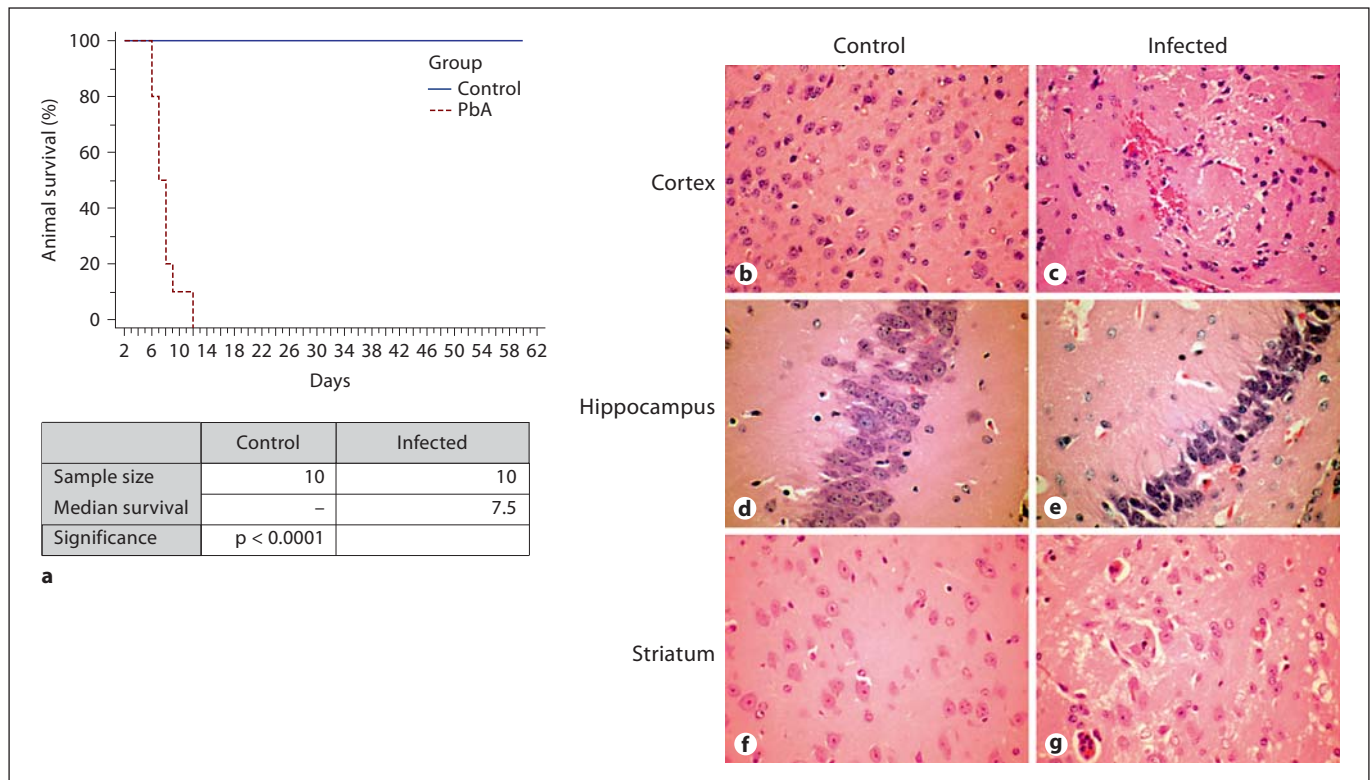 100
80
60
40
20
0
Animal survival (%)
Group
Control
PbA
2 6 10 14 18 22 26 30 34 38 42 46 50 54 58 62
Days
Control Infected
Sample size 10 10
Median survival – 7.5
Significance p < 0.0001
a
Control Infected
Cortex
b c
Hippocampus
d e
Striatum
f g